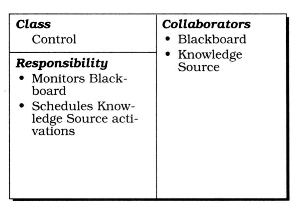 Class
Control
Responsibility
• Monitors Black-
board
• Schedules Know-
ledge Source acti-
vations
Collaborators
• Blackboard
• Knowledge
Source